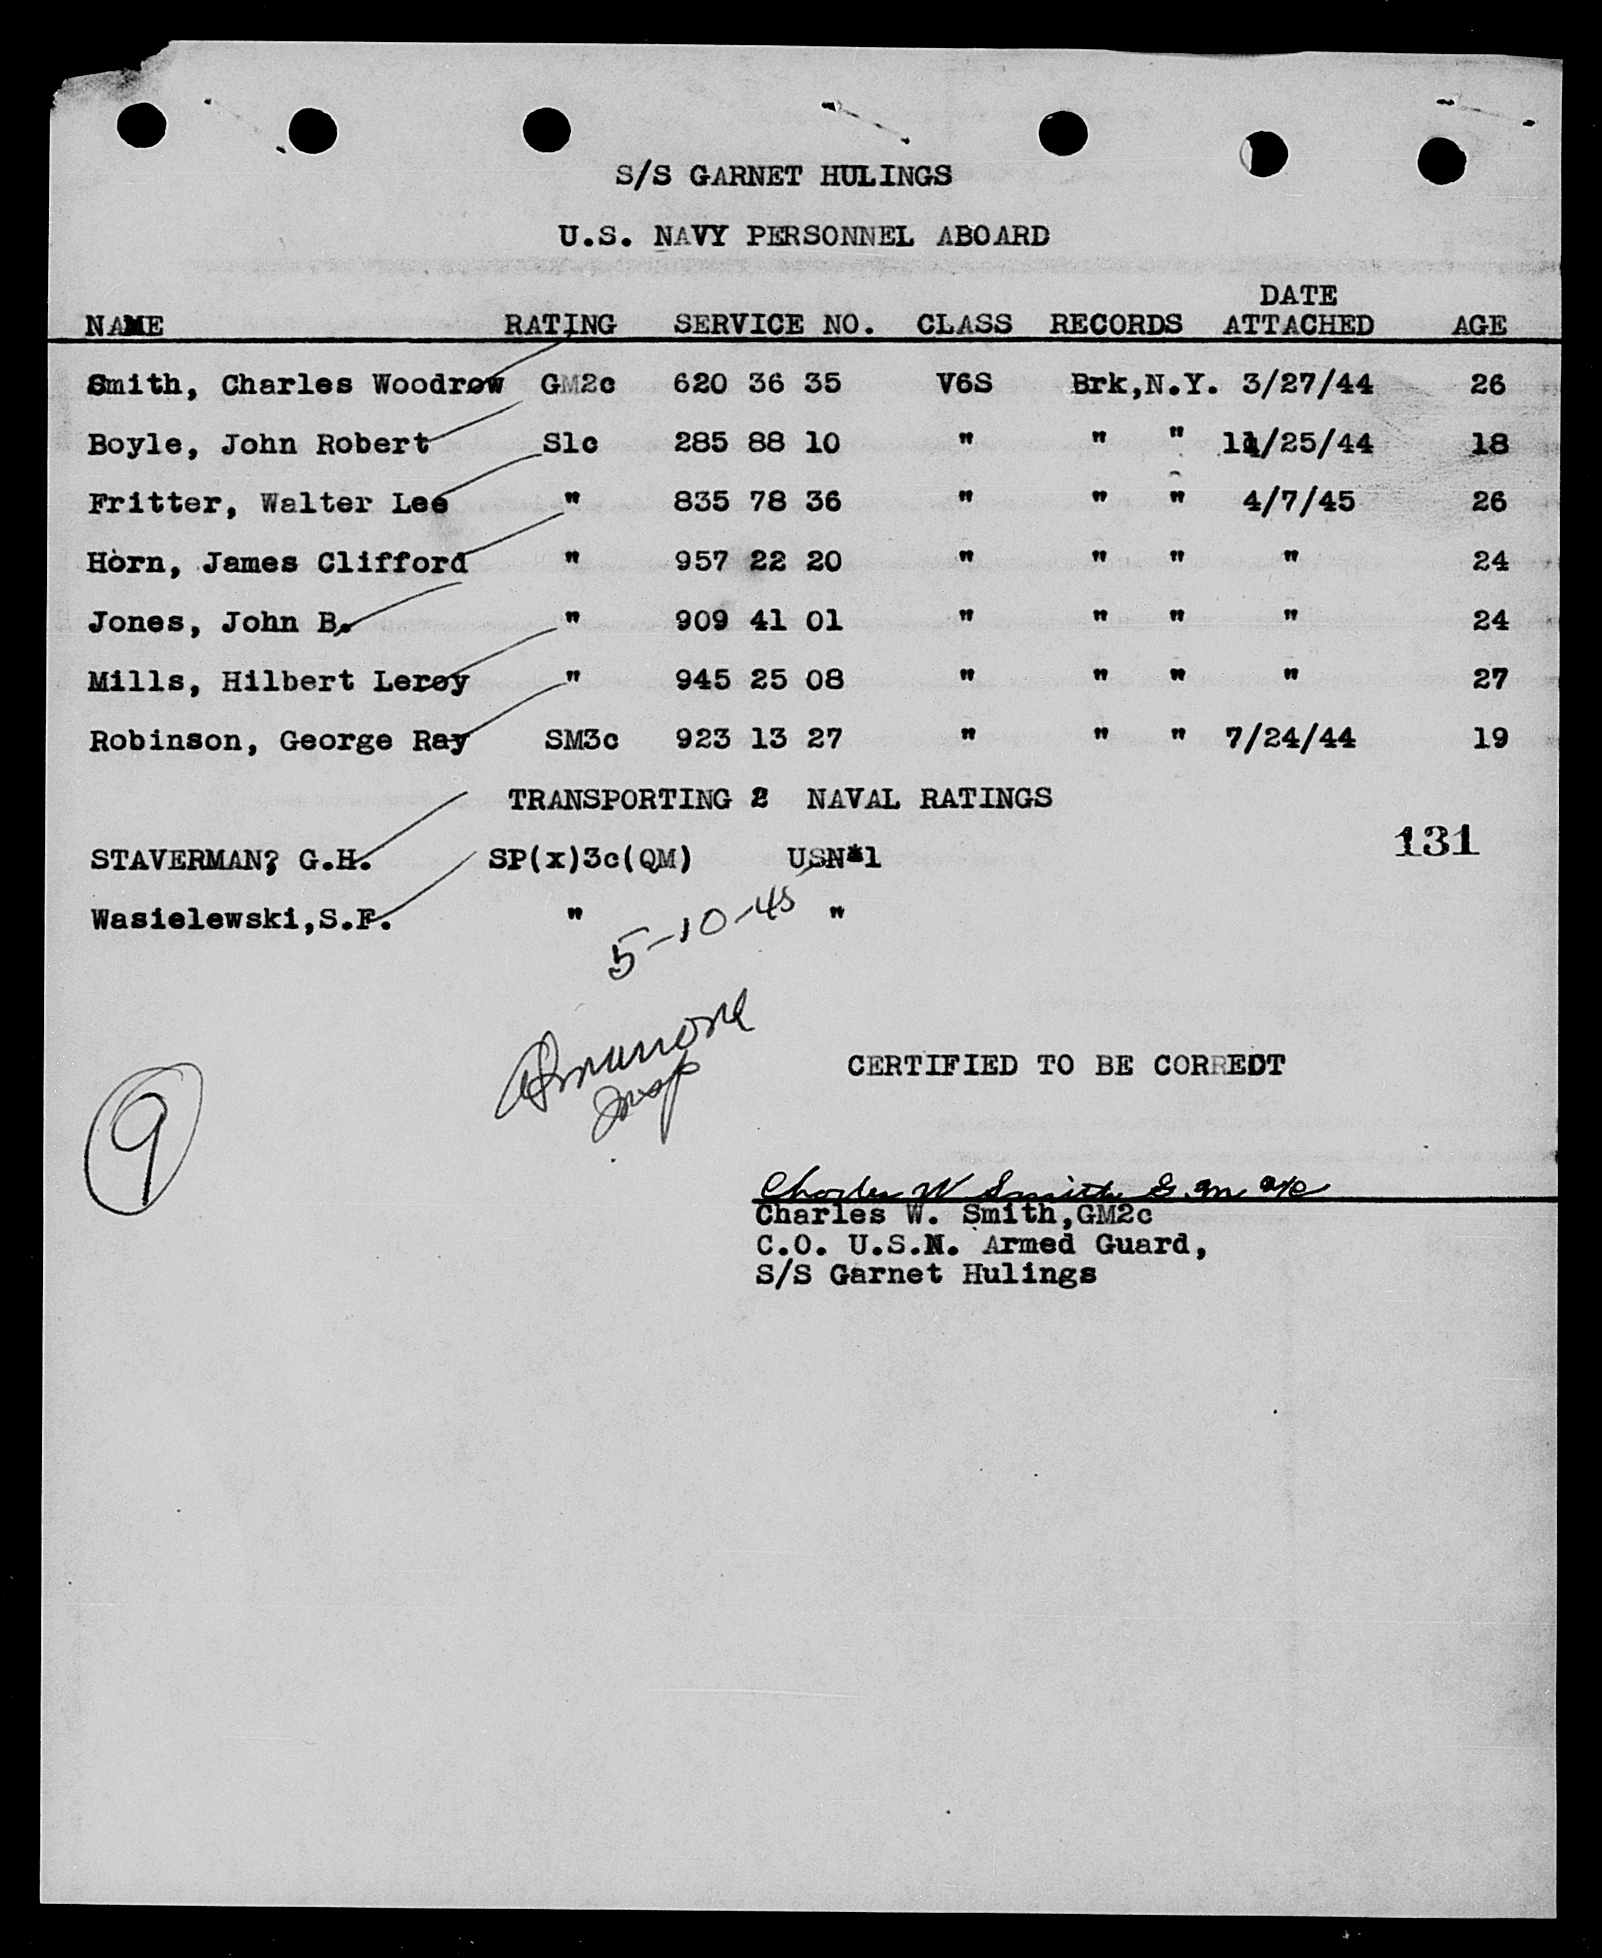 S/S GARNET HULINGS
U.S. NAVY PERSONNEL ABOARD
DATE
NAME RATING SERVICE NO. CLASS RECORDS ATTACHED AGE
Smith, Charles Woodrow GM2c 620 36 35 V6S Brk,N.Y. 3/27/44 26
Boyle, John Robert S1c 285 88 10 " " " 11/25/44 18
Fritter, Walter Lee " 835 78 36 " " " 4/7/45 26
Horn, James Clifford " 957 22 20 " " " " 24
Jones, John B. " 909 41 01 " " " " 24
Mills, Hilbert Leroy " 945 25 08 " " " " 27
Robinson, George Ray SM3c 923 13 27 " " " 7/24/44 19
TRANSPORTING 2 NAVAL RATINGS
131
STAVERMAN? G.H. SP(x)3c(QM) USN*1
Wasielewski,S.F. " "
5-10-45
Insp
9
CERTIFIED TO BE CORREDT
Charles W Smith G.M 2/c
Charles W. Smith,GM2c
C.O. U.S.N. Armed Guard,
S/S Garnet Hulings